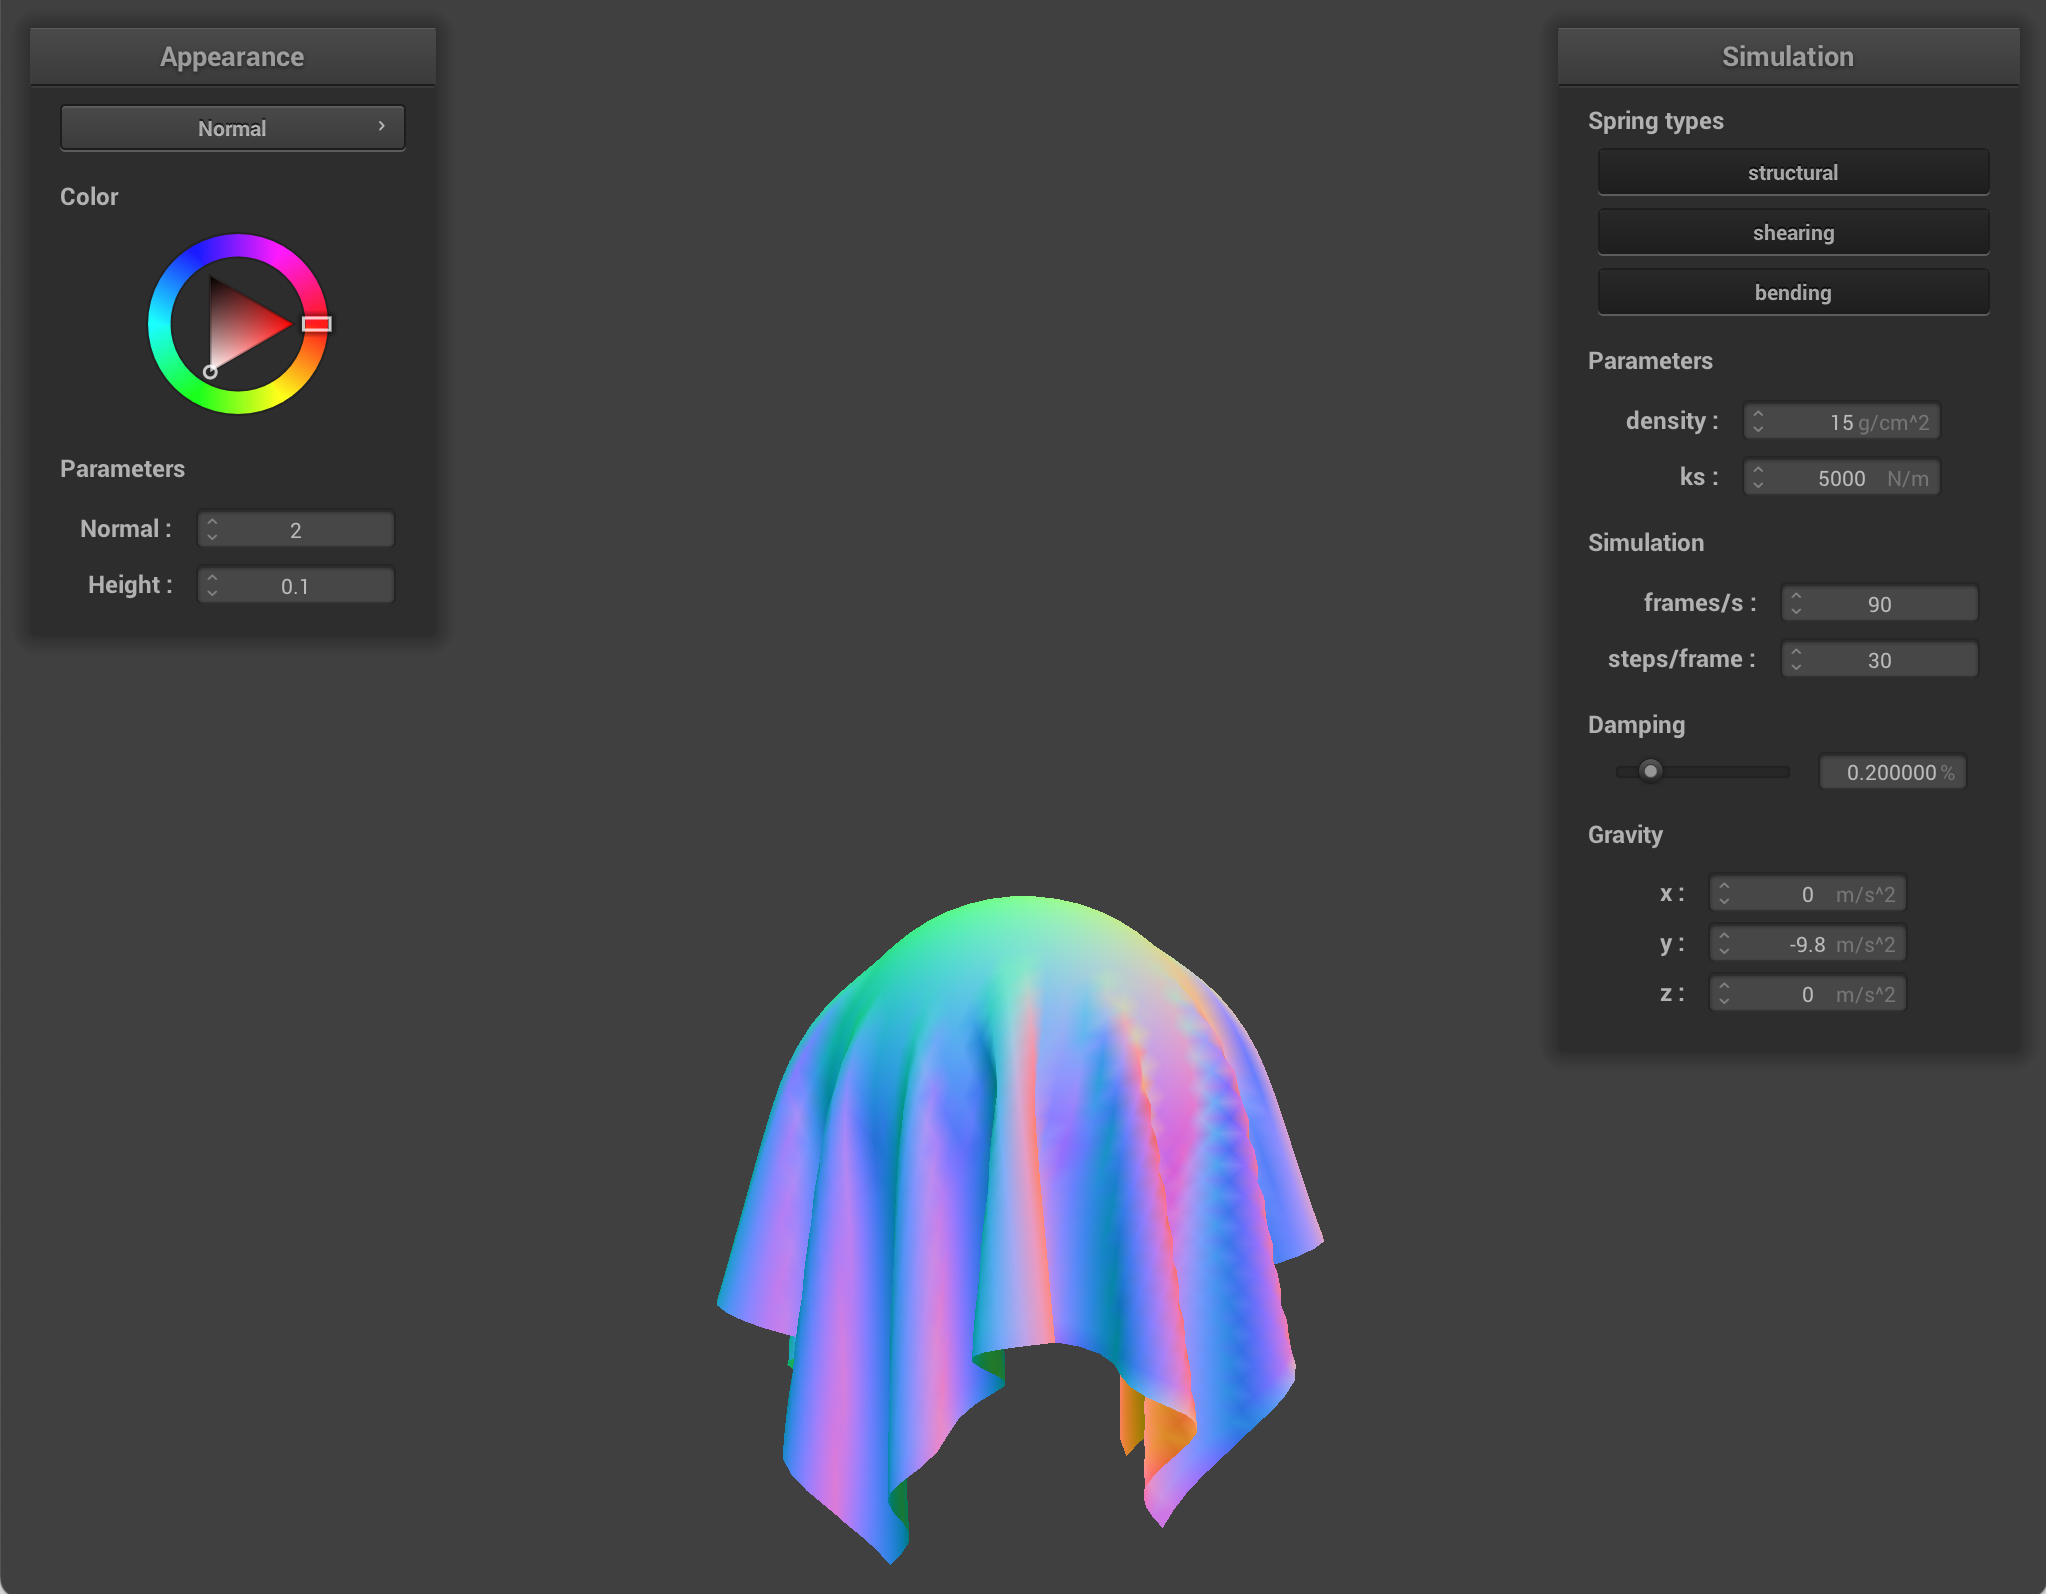 Appearance
Normal
Color
Parameters
Normal : 2
Height : 0.1
Simulation
Spring types
structural
shearing
bending
Parameters
density : 15 g/cm^2
ks : 5000 N/m
Simulation
frames/s : 90
steps/frame : 30
Damping
0.200000 %
Gravity
x : 0 m/s^2
y : -9.8 m/s^2
z : 0 m/s^2